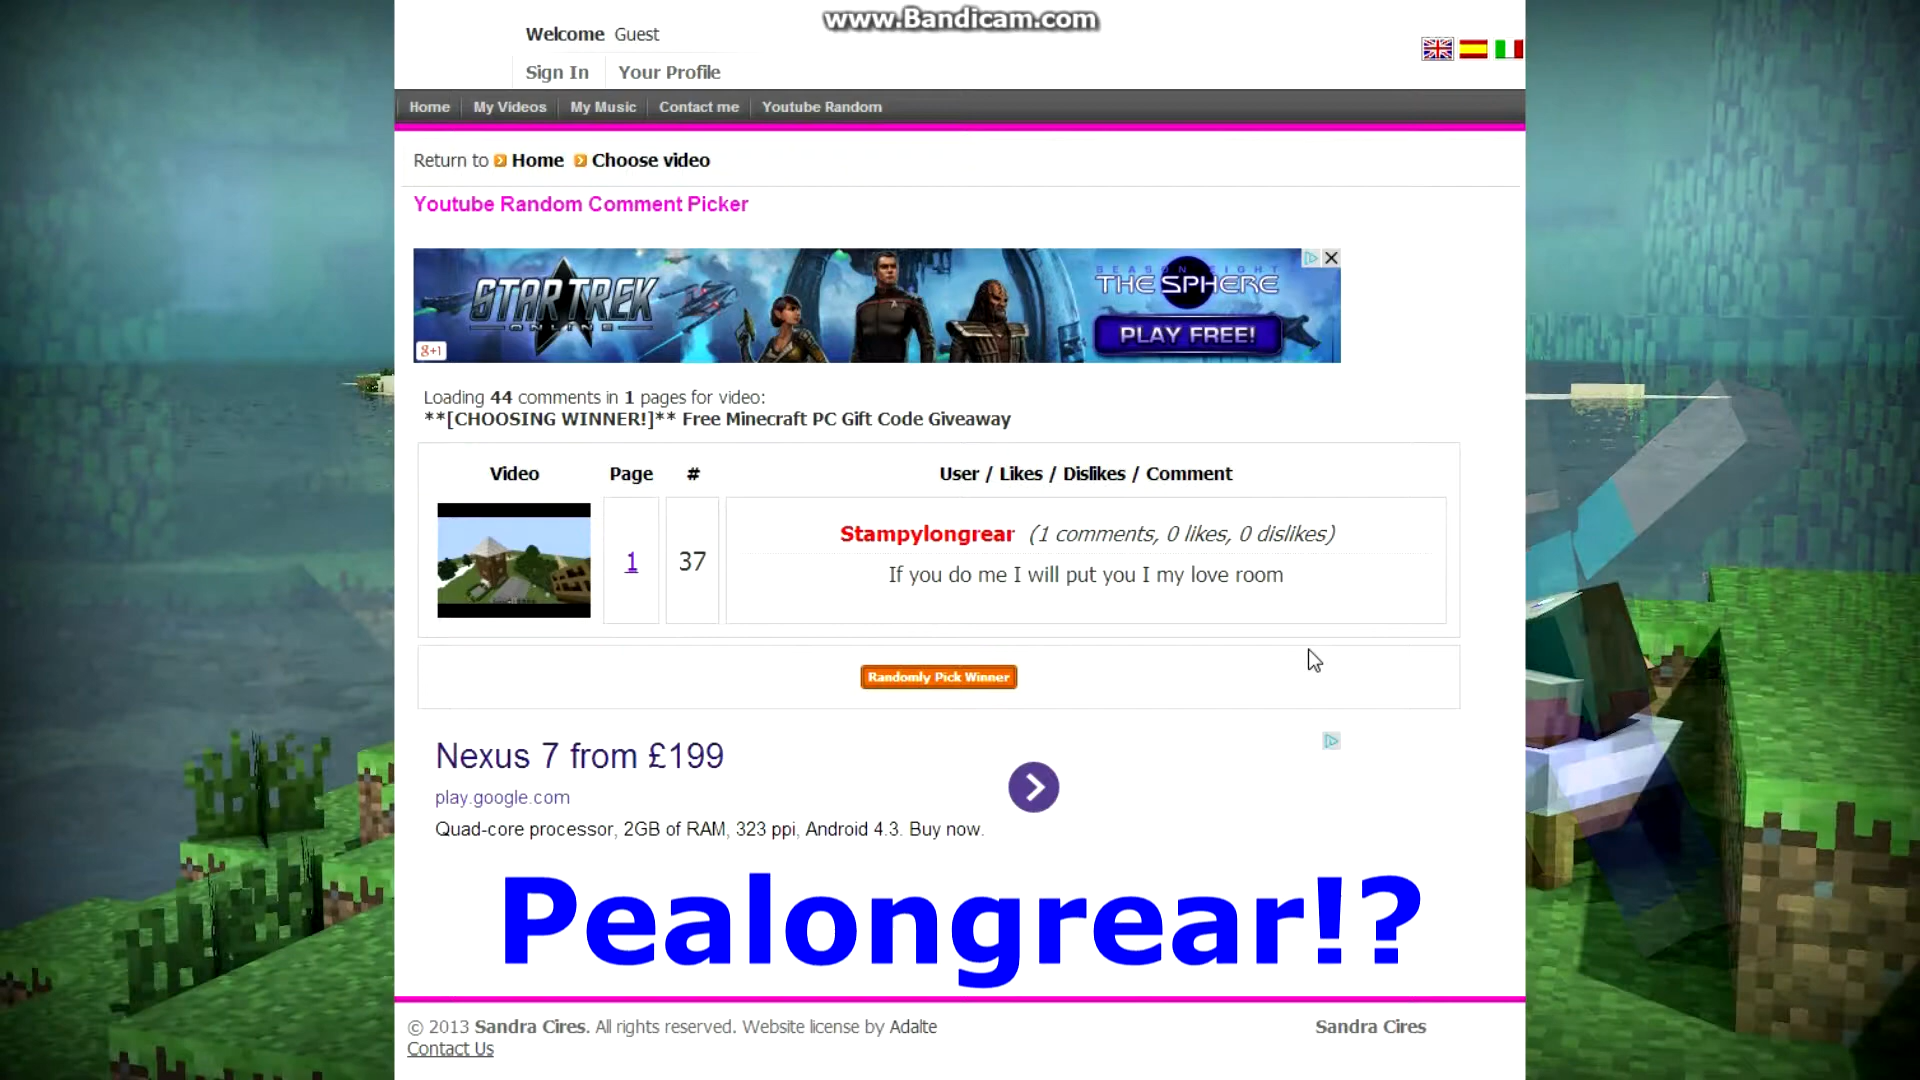 www.Bandicam.com
Welcome Guest
Sign In Your Profile
Home My Videos My Music Contact me Youtube Random
Return to Home Choose video
Youtube Random Comment Picker
STAR TREK
ONLINE
SEASON EIGHT
THE SPHERE
PLAY FREE!
g+1
Loading 44 comments in 1 pages for video:
**[CHOOSING WINNER!]** Free Minecraft PC Gift Code Giveaway
Video Page # User / Likes / Dislikes / Comment
1 37
Stampylongrear (1 comments, 0 likes, 0 dislikes)
If you do me I will put you I my love room
Randomly Pick Winner
Nexus 7 from £199
play.google.com
Quad-core processor, 2GB of RAM, 323 ppi, Android 4.3. Buy now.
Pealongrear!?
© 2013 Sandra Cires. All rights reserved. Website license by Adalte Sandra Cires
Contact Us